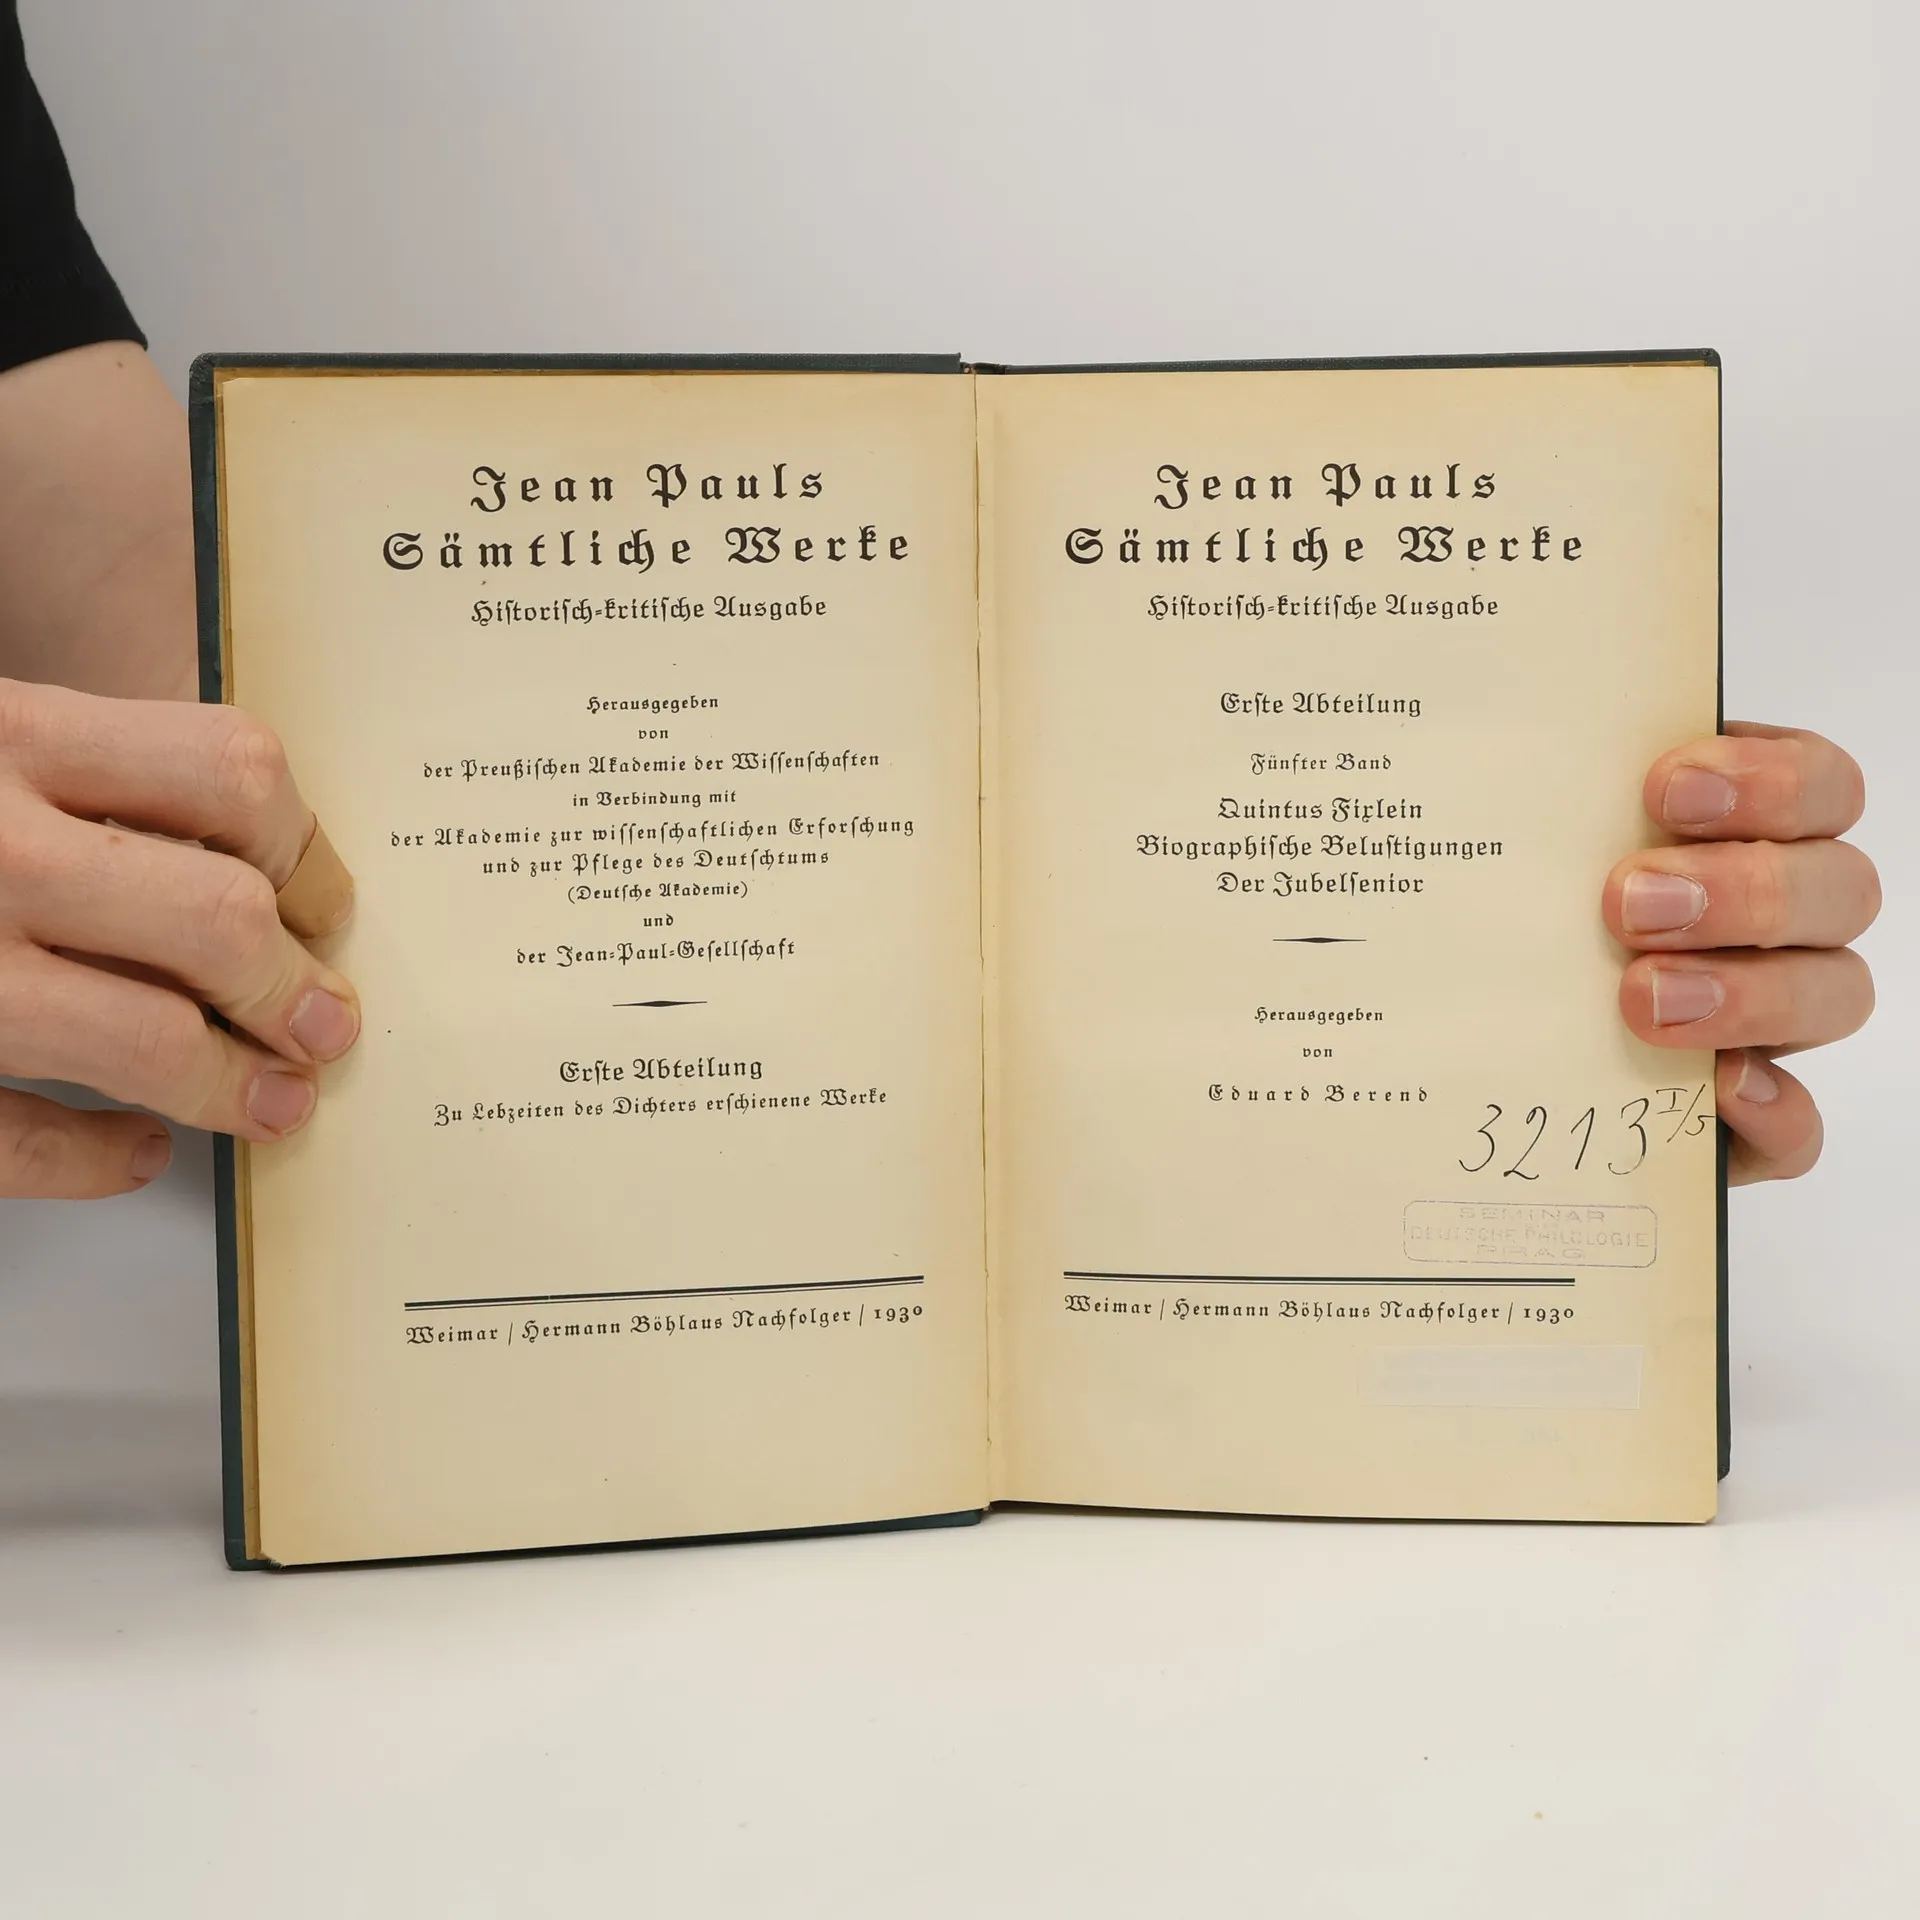 Jean Pauls
Sämtliche Werke
Hiſtoriſch-kritiſche Ausgabe
Herausgegeben
von
der Preußiſchen Akademie der Wiſſenſchaften
in Verbindung mit
der Akademie zur wiſſenſchaftlichen Erforſchung
und zur Pflege des Deutſchtums
(Deutſche Akademie)
und
der Jean-Paul-Geſellſchaft
Erſte Abteilung
Zu Lebzeiten des Dichters erſchienene Werke
Weimar / Hermann Böhlaus Nachfolger / 1930
Jean Pauls
Sämtliche Werke
Hiſtoriſch-kritiſche Ausgabe
Erſte Abteilung
Fünfter Band
Quintus Fixlein
Biographiſche Beluſtigungen
Der Jubelſenior
Herausgegeben
von
Eduard Berend
3213 I/5
SEMINAR
DEUTSCHE PHILOLOGIE
PRAG
Weimar / Hermann Böhlaus Nachfolger / 1930